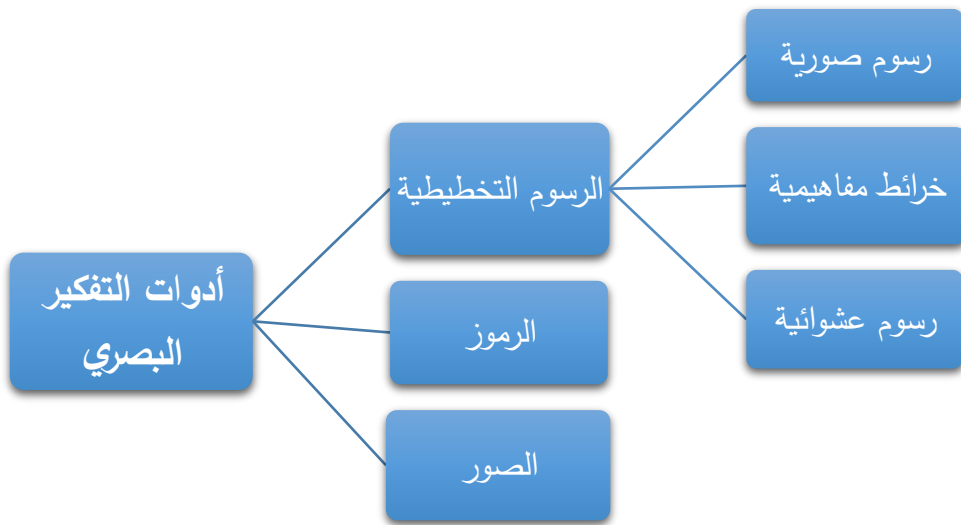 أدوات التفكير
البصري
الرسوم التخطيطية
الرموز
الصور
رسوم صورية
خرائط مفاهيمية
رسوم عشوائية